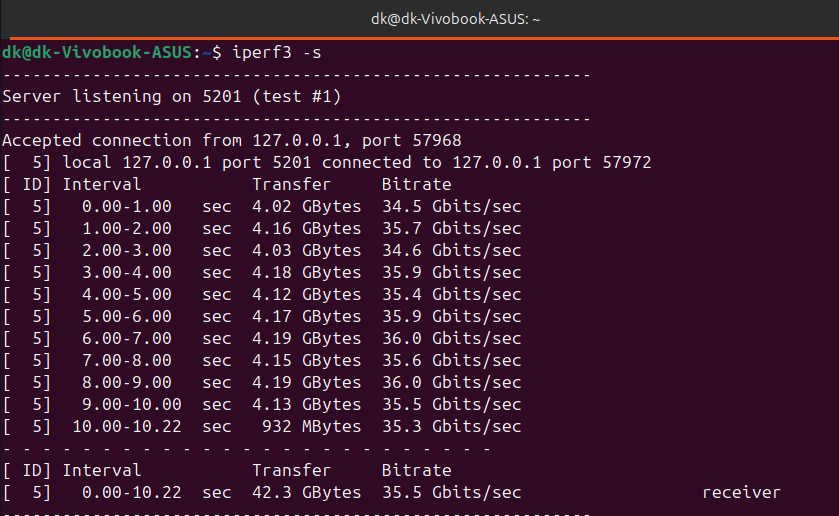 dk@dk-Vivobook-ASUS: ~
dk@dk-Vivobook-ASUS:~$ iperf3 -s
-----------------------------------------------------------
Server listening on 5201 (test #1)
-----------------------------------------------------------
Accepted connection from 127.0.0.1, port 57968
[  5] local 127.0.0.1 port 5201 connected to 127.0.0.1 port 57972
[ ID] Interval           Transfer     Bitrate
[  5]   0.00-1.00   sec  4.02 GBytes  34.5 Gbits/sec
[  5]   1.00-2.00   sec  4.16 GBytes  35.7 Gbits/sec
[  5]   2.00-3.00   sec  4.03 GBytes  34.6 Gbits/sec
[  5]   3.00-4.00   sec  4.18 GBytes  35.9 Gbits/sec
[  5]   4.00-5.00   sec  4.12 GBytes  35.4 Gbits/sec
[  5]   5.00-6.00   sec  4.17 GBytes  35.9 Gbits/sec
[  5]   6.00-7.00   sec  4.19 GBytes  36.0 Gbits/sec
[  5]   7.00-8.00   sec  4.15 GBytes  35.6 Gbits/sec
[  5]   8.00-9.00   sec  4.19 GBytes  36.0 Gbits/sec
[  5]   9.00-10.00  sec  4.13 GBytes  35.5 Gbits/sec
[  5]  10.00-10.22  sec   932 MBytes  35.3 Gbits/sec
- - - - - - - - - - - - - - - - - - - - - - - - -
[ ID] Interval           Transfer     Bitrate
[  5]   0.00-10.22  sec  42.3 GBytes  35.5 Gbits/sec                  receiver
-----------------------------------------------------------